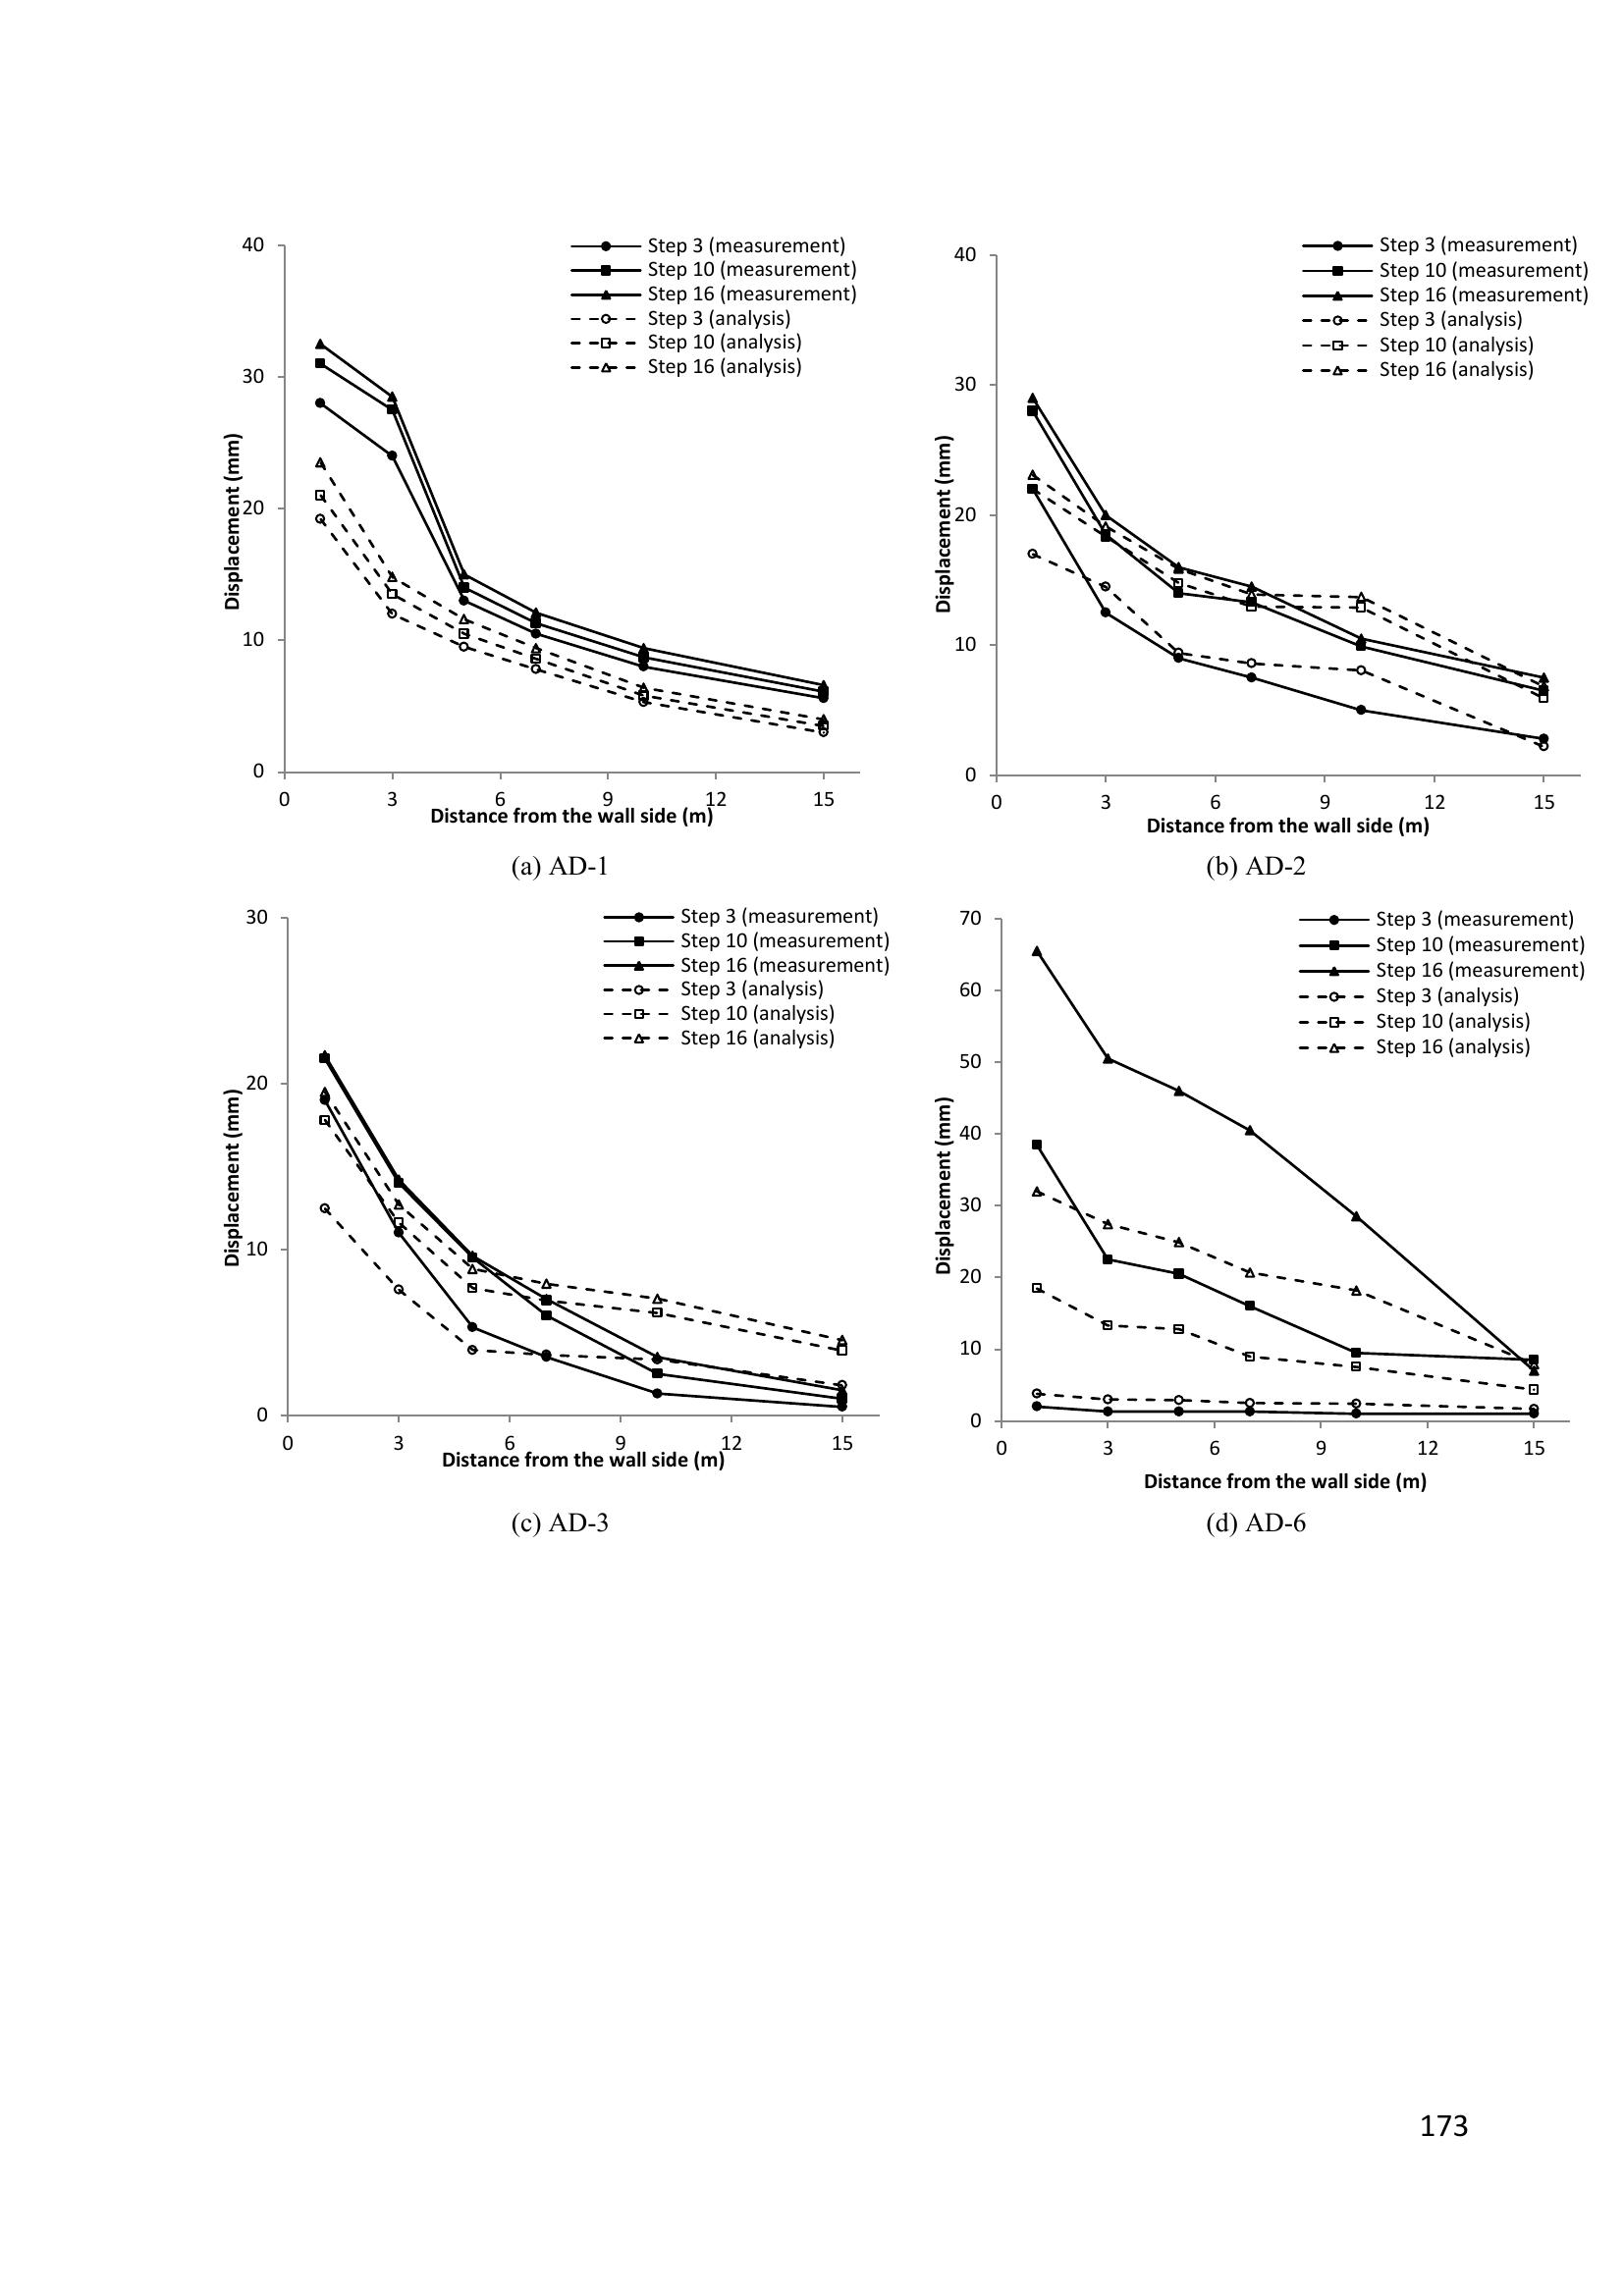 40
30
20
10
0
Displacement (mm)
0 3 6 9 12 15
Distance from the wall side (m)
Step 3 (measurement)
Step 10 (measurement)
Step 16 (measurement)
Step 3 (analysis)
Step 10 (analysis)
Step 16 (analysis)
(a) AD-1
40
30
20
10
0
Displacement (mm)
0 3 6 9 12 15
Distance from the wall side (m)
Step 3 (measurement)
Step 10 (measurement)
Step 16 (measurement)
Step 3 (analysis)
Step 10 (analysis)
Step 16 (analysis)
(b) AD-2
30
20
10
0
Displacement (mm)
0 3 6 9 12 15
Distance from the wall side (m)
Step 3 (measurement)
Step 10 (measurement)
Step 16 (measurement)
Step 3 (analysis)
Step 10 (analysis)
Step 16 (analysis)
(c) AD-3
70
60
50
40
30
20
10
0
Displacement (mm)
0 3 6 9 12 15
Distance from the wall side (m)
Step 3 (measurement)
Step 10 (measurement)
Step 16 (measurement)
Step 3 (analysis)
Step 10 (analysis)
Step 16 (analysis)
(d) AD-6
173